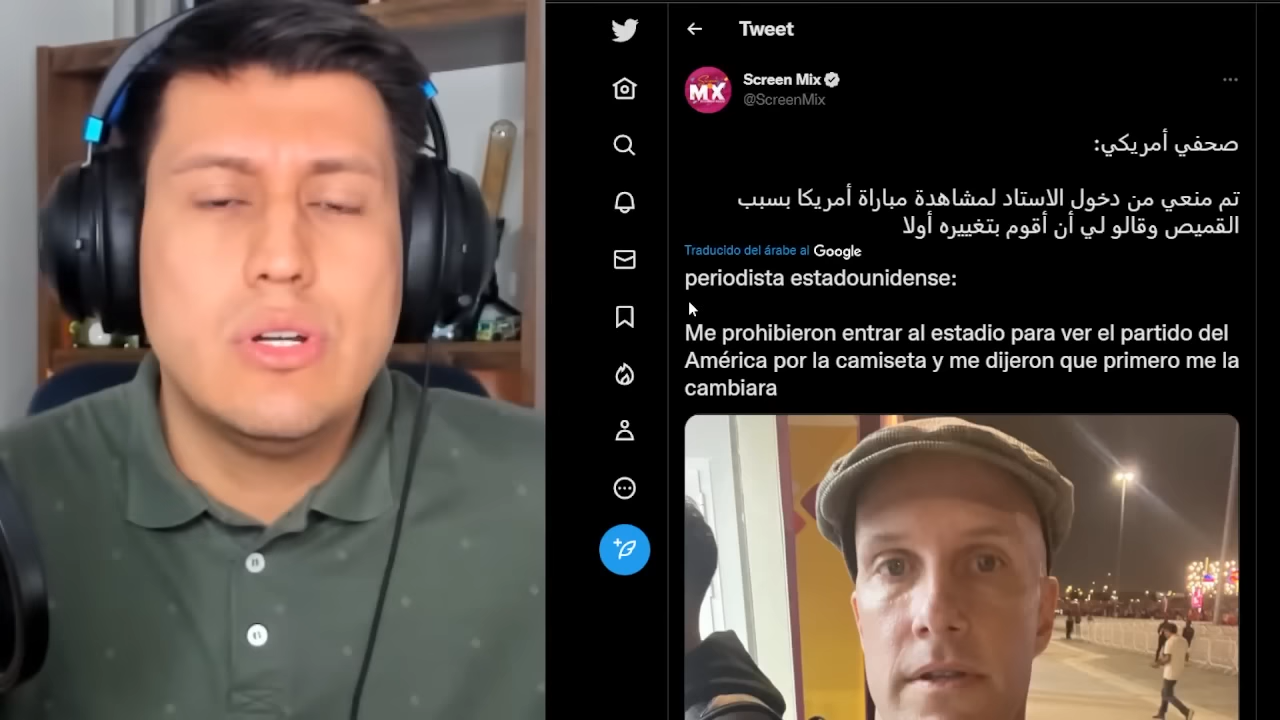 Tweet
MX
Screen Mix
@ScreenMix
صحفي أمريكي:
تم منعي من دخول الاستاد لمشاهدة مباراة أمريكا بسبب
القميص وقالو لي أن أقوم بتغييره أولا
Traducido del árabe al Google
periodista estadounidense:
Me prohibieron entrar al estadio para ver el partido del
América por la camiseta y me dijeron que primero me la
cambiara